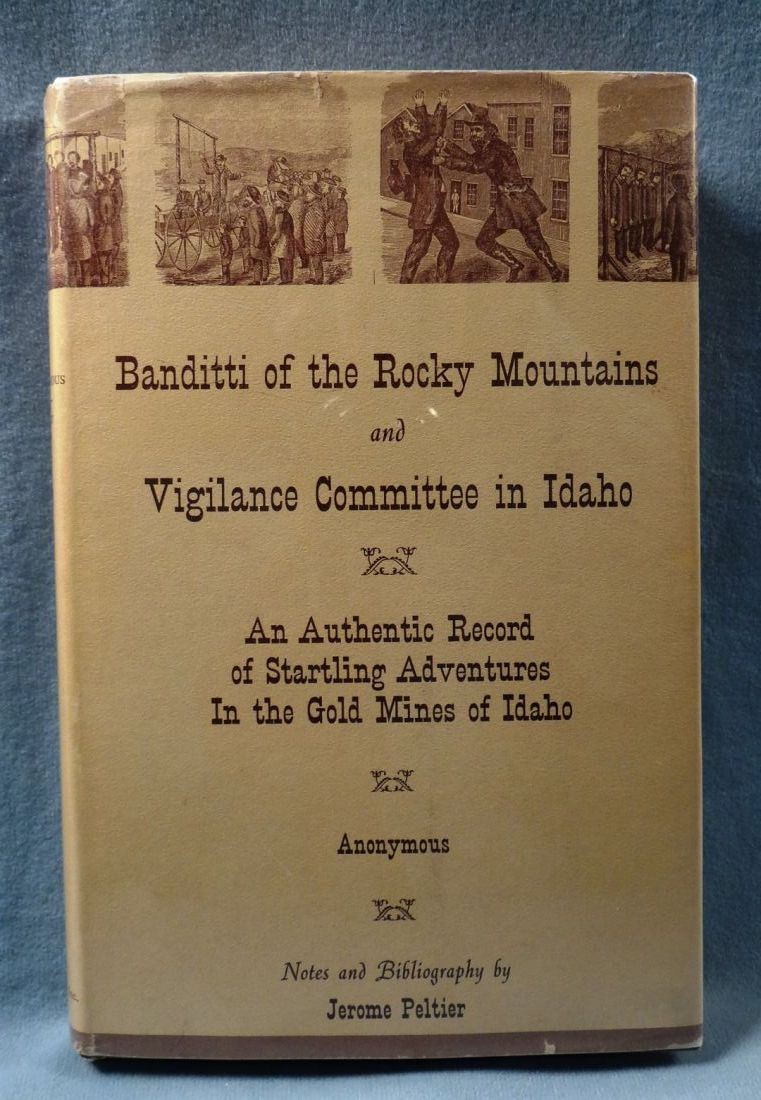 Banditti of the Rocky Mountains
and
Vigilance Committee in Idaho
An Authentic Record
of Startling Adventures
In the Gold Mines of Idaho
Anonymous
Notes and Bibliography by
Jerome Peltier